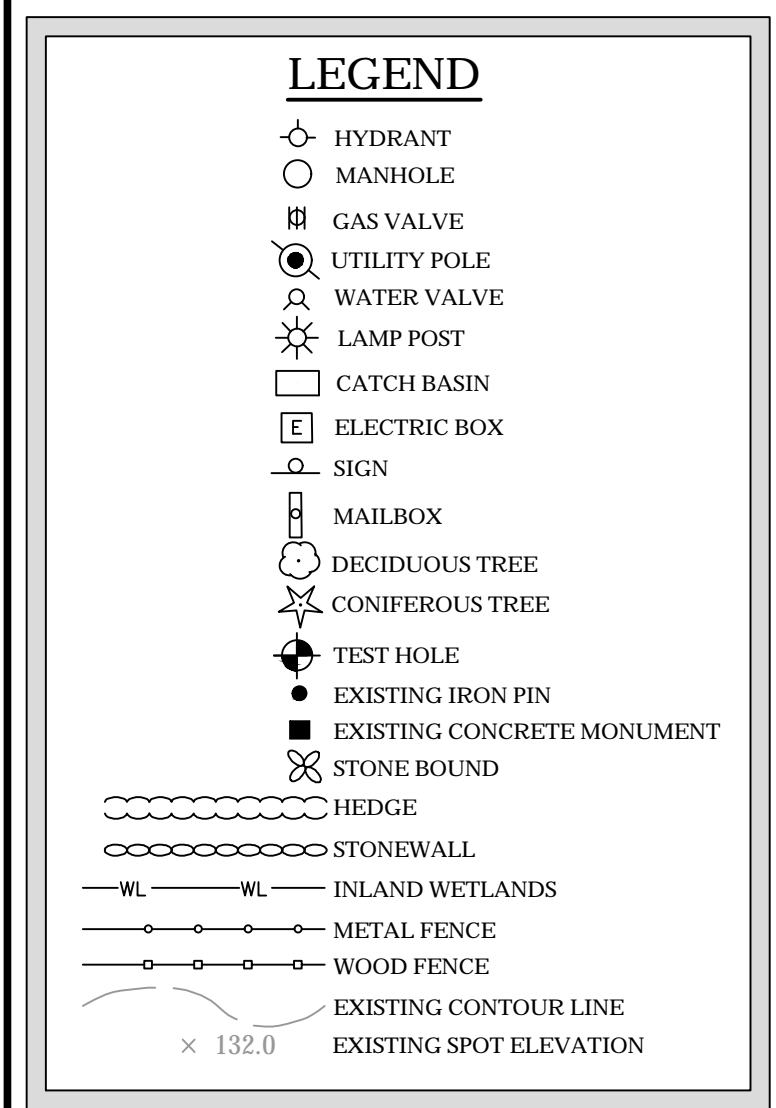 LEGEND
HYDRANT
MANHOLE
GAS VALVE
UTILITY POLE
WATER VALVE
LAMP POST
CATCH BASIN
E ELECTRIC BOX
SIGN
MAILBOX
DECIDUOUS TREE
CONIFEROUS TREE
TEST HOLE
EXISTING IRON PIN
EXISTING CONCRETE MONUMENT
STONE BOUND
HEDGE
STONEWALL
WL WL INLAND WETLANDS
METAL FENCE
WOOD FENCE
EXISTING CONTOUR LINE
× 132.0 EXISTING SPOT ELEVATION